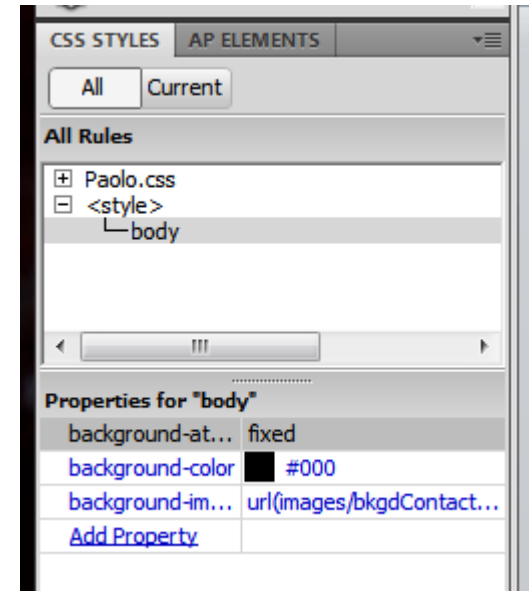 CSS STYLES AP ELEMENTS
All Current
All Rules
Paolo.css
<style>
body
Properties for "body"
background-at... fixed
background-color #000
background-im... url(images/bkgdContact...
Add Property